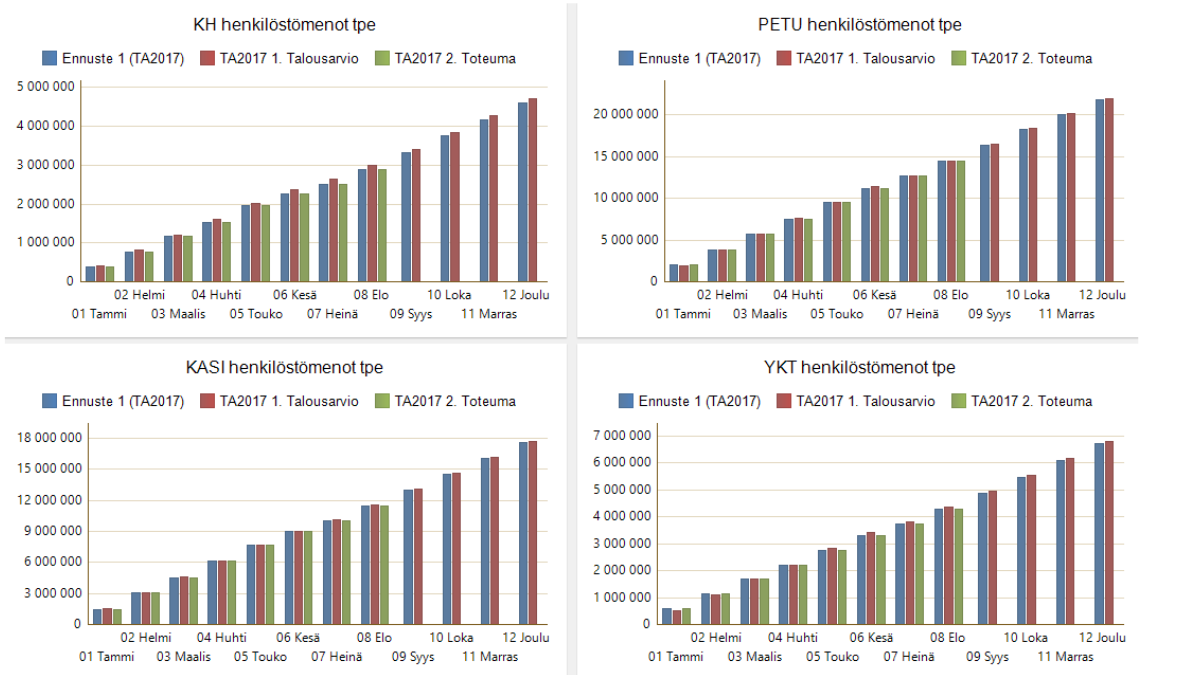 KH henkilöstömenot tpe
Ennuste 1 (TA2017) TA2017 1. Talousarvio TA2017 2. Toteuma
5 000 000
4 000 000
3 000 000
2 000 000
1 000 000
0
02 Helmi 04 Huhti 06 Kesä 08 Elo 10 Loka 12 Joulu
01 Tammi 03 Maalis 05 Touko 07 Heinä 09 Syys 11 Marras
PETU henkilöstömenot tpe
Ennuste 1 (TA2017) TA2017 1. Talousarvio TA2017 2. Toteuma
20 000 000
15 000 000
10 000 000
5 000 000
0
02 Helmi 04 Huhti 06 Kesä 08 Elo 10 Loka 12 Joulu
01 Tammi 03 Maalis 05 Touko 07 Heinä 09 Syys 11 Marras
KASI henkilöstömenot tpe
Ennuste 1 (TA2017) TA2017 1. Talousarvio TA2017 2. Toteuma
18 000 000
15 000 000
12 000 000
9 000 000
6 000 000
3 000 000
0
02 Helmi 04 Huhti 06 Kesä 08 Elo 10 Loka 12 Joulu
01 Tammi 03 Maalis 05 Touko 07 Heinä 09 Syys 11 Marras
YKT henkilöstömenot tpe
Ennuste 1 (TA2017) TA2017 1. Talousarvio TA2017 2. Toteuma
7 000 000
6 000 000
5 000 000
4 000 000
3 000 000
2 000 000
1 000 000
0
02 Helmi 04 Huhti 06 Kesä 08 Elo 10 Loka 12 Joulu
01 Tammi 03 Maalis 05 Touko 07 Heinä 09 Syys 11 Marras